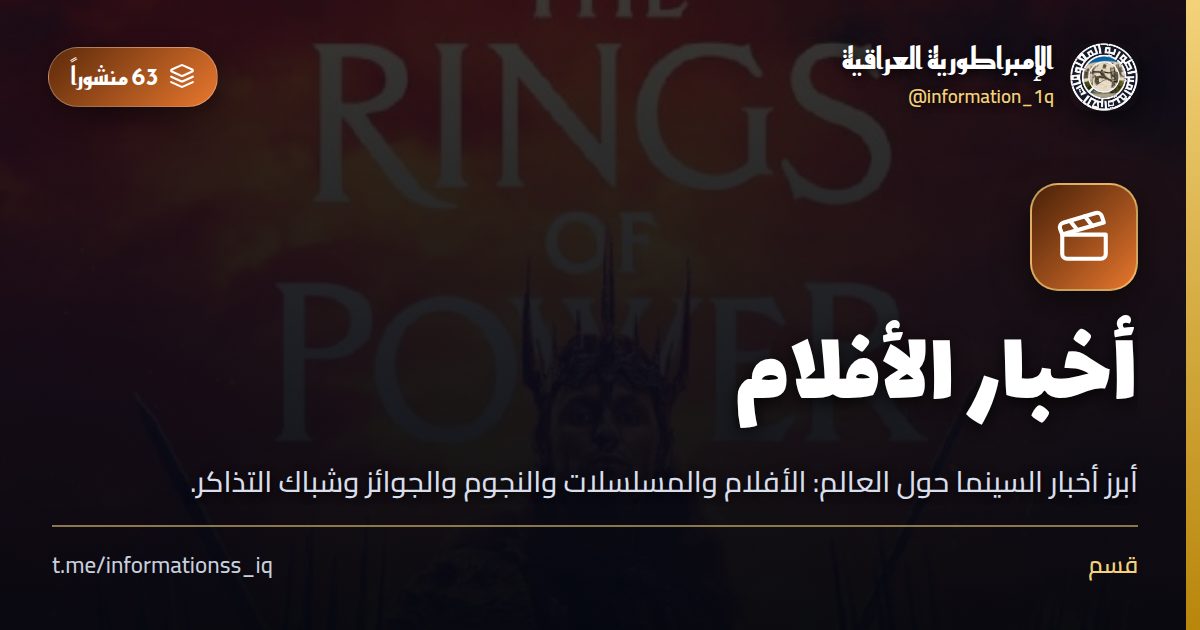 الإمبراطورية العراقية
@information_1q
63 منشوراً
THE
RINGS
OF
POWER
أخبار الأفلام
أبرز أخبار السينما حول العالم: الأفلام والمسلسلات والنجوم والجوائز وشباك التذاكر.
قسم
t.me/informationss_iq